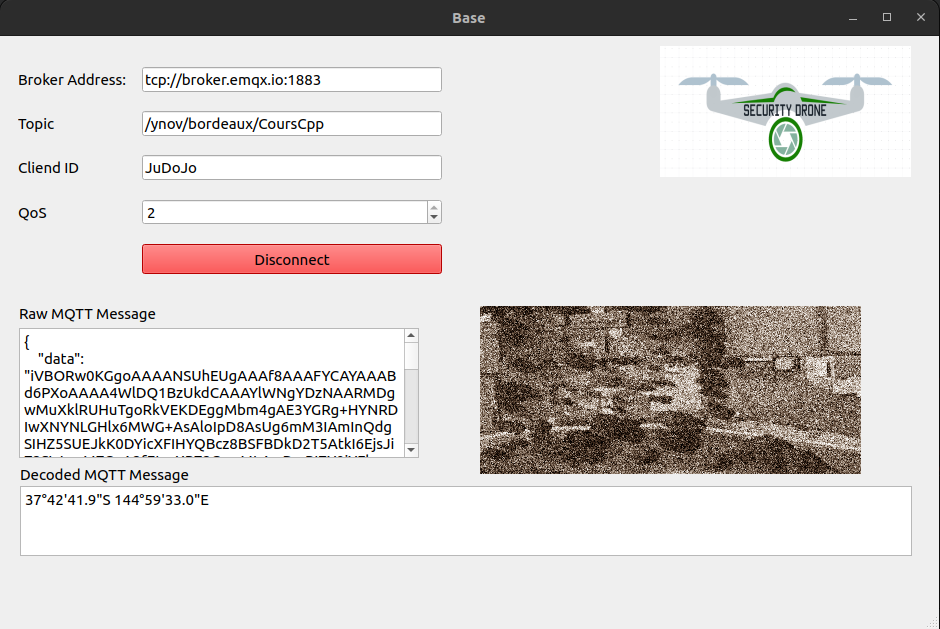 Base
Broker Address:
tcp://broker.emqx.io:1883
Topic
/ynov/bordeaux/CoursCpp
Cliend ID
JuDoJo
QoS
2
Disconnect
SECURITY DRONE
Raw MQTT Message
{
"data":
"iVBORw0KGgoAAAANSUhEUgAAAf8AAAFYCAYAAAB
d6PXoAAAA4WlDQ1BzUkdCAAAYlWNgYDzNAARMDg
wMuXklRUHuTgoRkVEKDEggMbm4gAE3YGRg+HYNRD
IwXNYNLGHlx6MWG+AsAloIpD8AsUg6mM3IAmInQdg
SIHZ5SUEJkK0DYicXFIHYQBcz8BSFBDkD2T5AtkI6EjsJi
Decoded MQTT Message
37°42'41.9"S 144°59'33.0"E